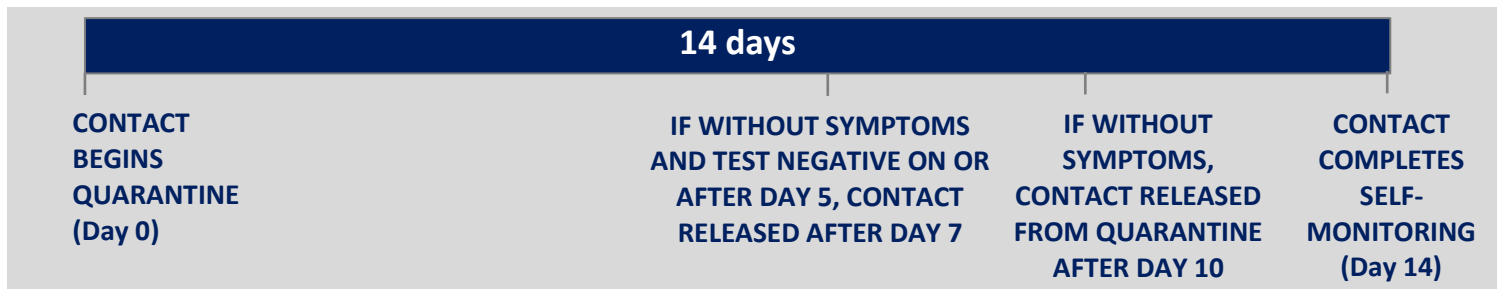 14 days
CONTACT
BEGINS
QUARANTINE
(Day 0)
IF WITHOUT SYMPTOMS
AND TEST NEGATIVE ON OR
AFTER DAY 5, CONTACT
RELEASED AFTER DAY 7
IF WITHOUT
SYMPTOMS,
CONTACT RELEASED
FROM QUARANTINE
AFTER DAY 10
CONTACT
COMPLETES
SELF-
MONITORING
(Day 14)